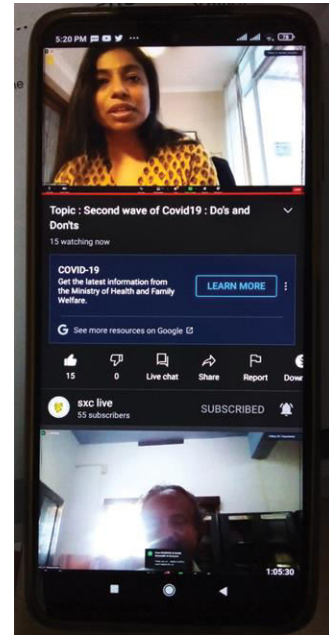 5:20 PM
Topic : Second wave of Covid19 : Do's and
Don'ts
15 watching now
COVID-19
Get the latest information from
the Ministry of Health and Family
Welfare.
LEARN MORE
G See more resources on Google
15
0
Live chat
Share
Report
Down
sxc live
55 subscribers
SUBSCRIBED
1:05:30